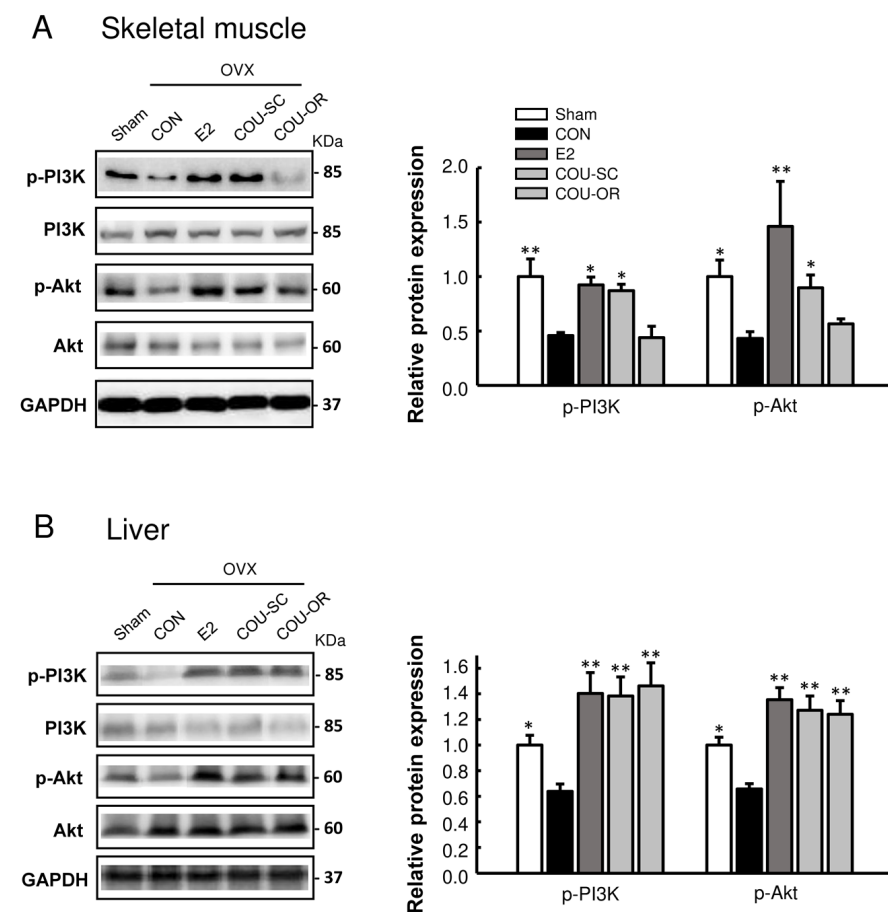 A Skeletal muscle
OVX
Sham CON E2 COU-SC COU-OR
KDa
p-PI3K - 85
PI3K - 85
p-Akt - 60
Akt - 60
GAPDH - 37
Sham
CON
E2
COU-SC
COU-OR
Relative protein expression
2.0
1.5
1.0
0.5
0.0
** * *
* ** *
p-PI3K p-Akt
B Liver
OVX
Sham CON E2 COU-SC COU-OR
KDa
p-PI3K - 85
PI3K - 85
p-Akt - 60
Akt - 60
GAPDH - 37
Relative protein expression
1.6
1.4
1.2
1.0
0.8
0.6
0.4
0.2
0.0
* ** ** **
* ** ** **
p-PI3K p-Akt